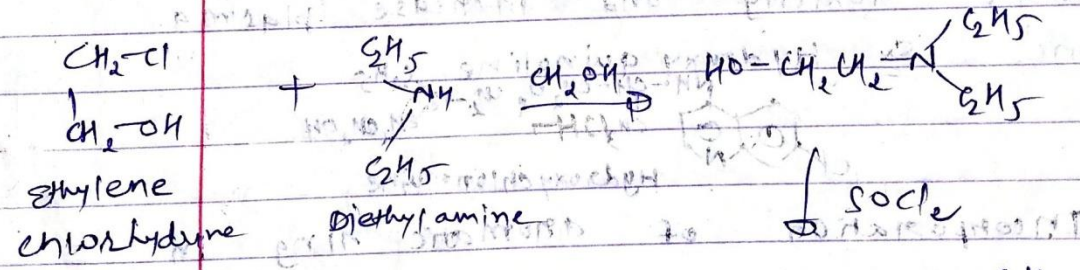 CH2-Cl
CH2-OH
Ethylene
chlorhydrine
+
C2H5
NH
C2H5
Diethylamine
CH2OH
HO-CH2CH2-N
C2H5
C2H5
SOCl2